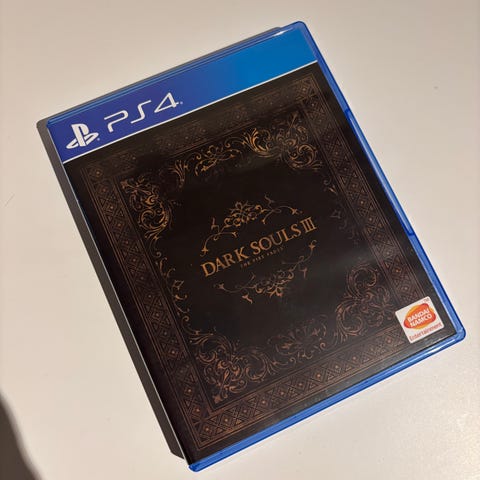 PS4
DARK SOULS III
THE FIRE FADES
BANDAI
NAMCO
Entertainment